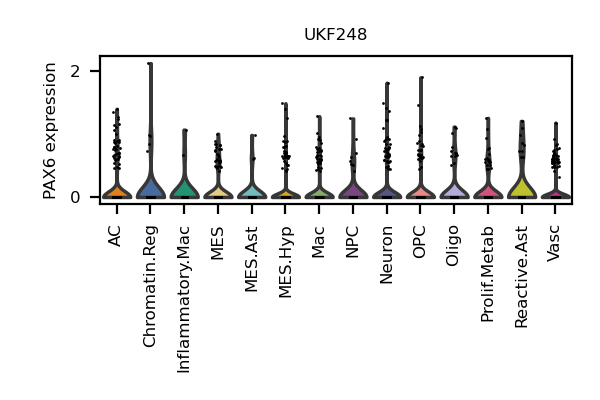 UKF248
PAX6 expression
2
0
AC
Chromatin.Reg
Inflammatory.Mac
MES
MES.Ast
MES.Hyp
Mac
NPC
Neuron
OPC
Oligo
Prolif.Metab
Reactive.Ast
Vasc